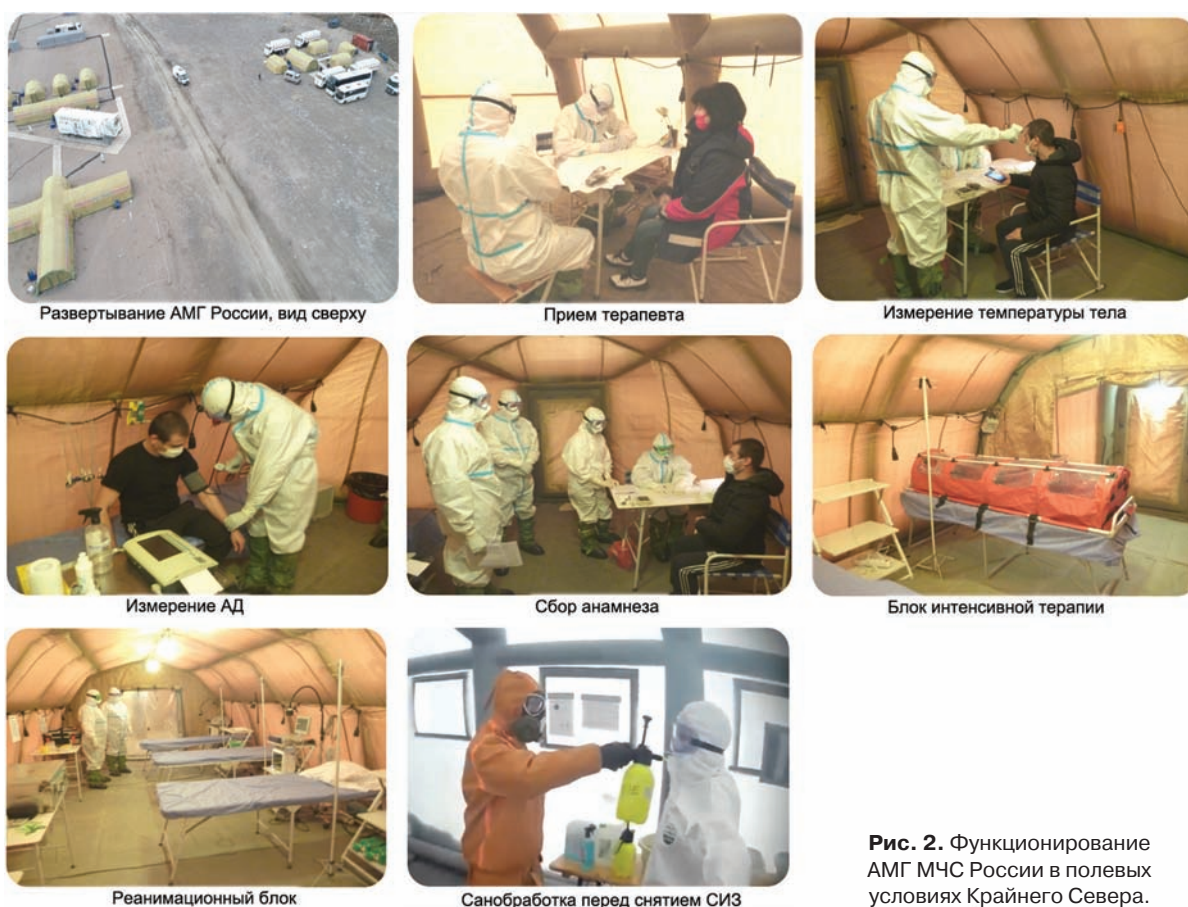 Развертывание АМГ России, вид сверху
Прием терапевта
Измерение температуры тела
Измерение АД
Сбор анамнеза
Блок интенсивной терапии
Реанимационный блок
Санобработка перед снятием СИЗ
Рис. 2. Функционирование
АМГ МЧС России в полевых
условиях Крайнего Севера.